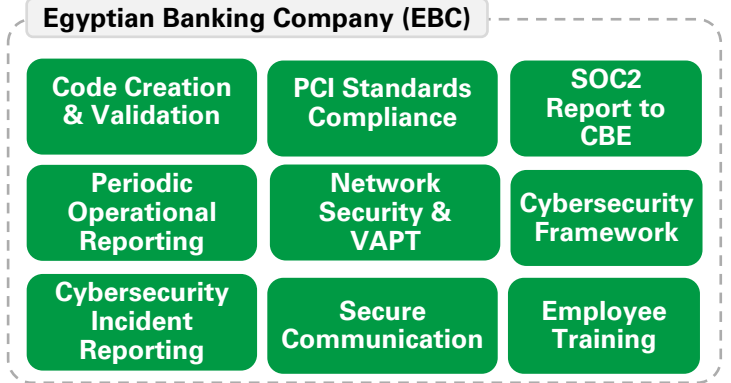 Egyptian Banking Company (EBC)
Code Creation
& Validation
PCI Standards
Compliance
SOC2
Report to
CBE
Periodic
Operational
Reporting
Network
Security &
VAPT
Cybersecurity
Framework
Cybersecurity
Incident
Reporting
Secure
Communication
Employee
Training